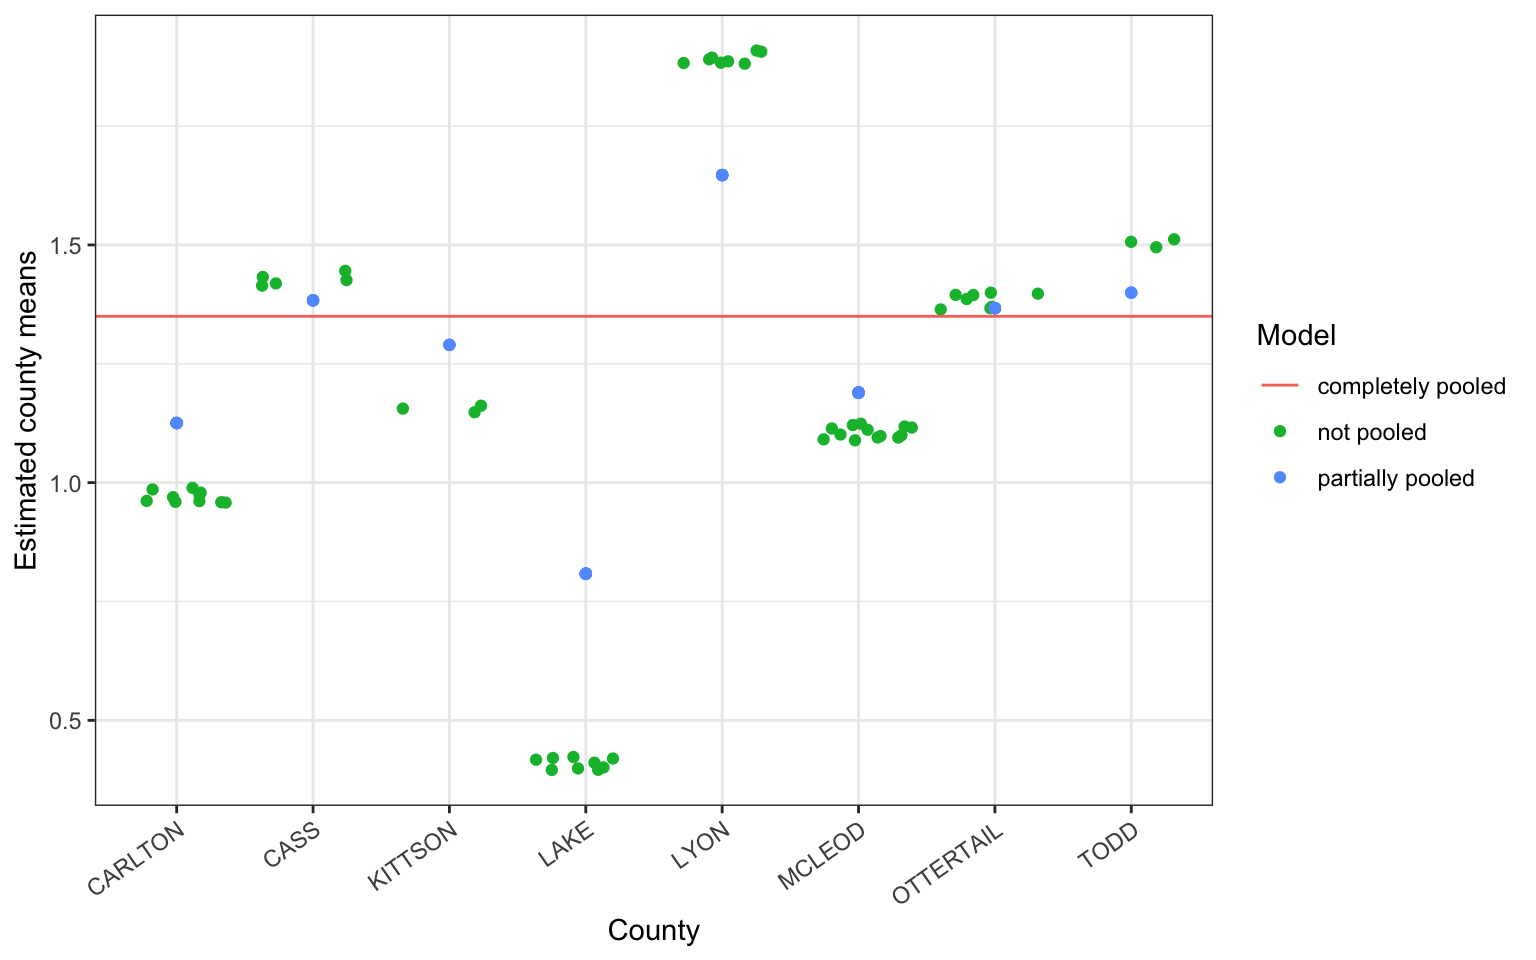 Estimated county means
1.5
1.0
0.5
CARLTON
CASS
KITTSON
LAKE
LYON
MCLEOD
OTTERTAIL
TODD
County
Model
completely pooled
not pooled
partially pooled